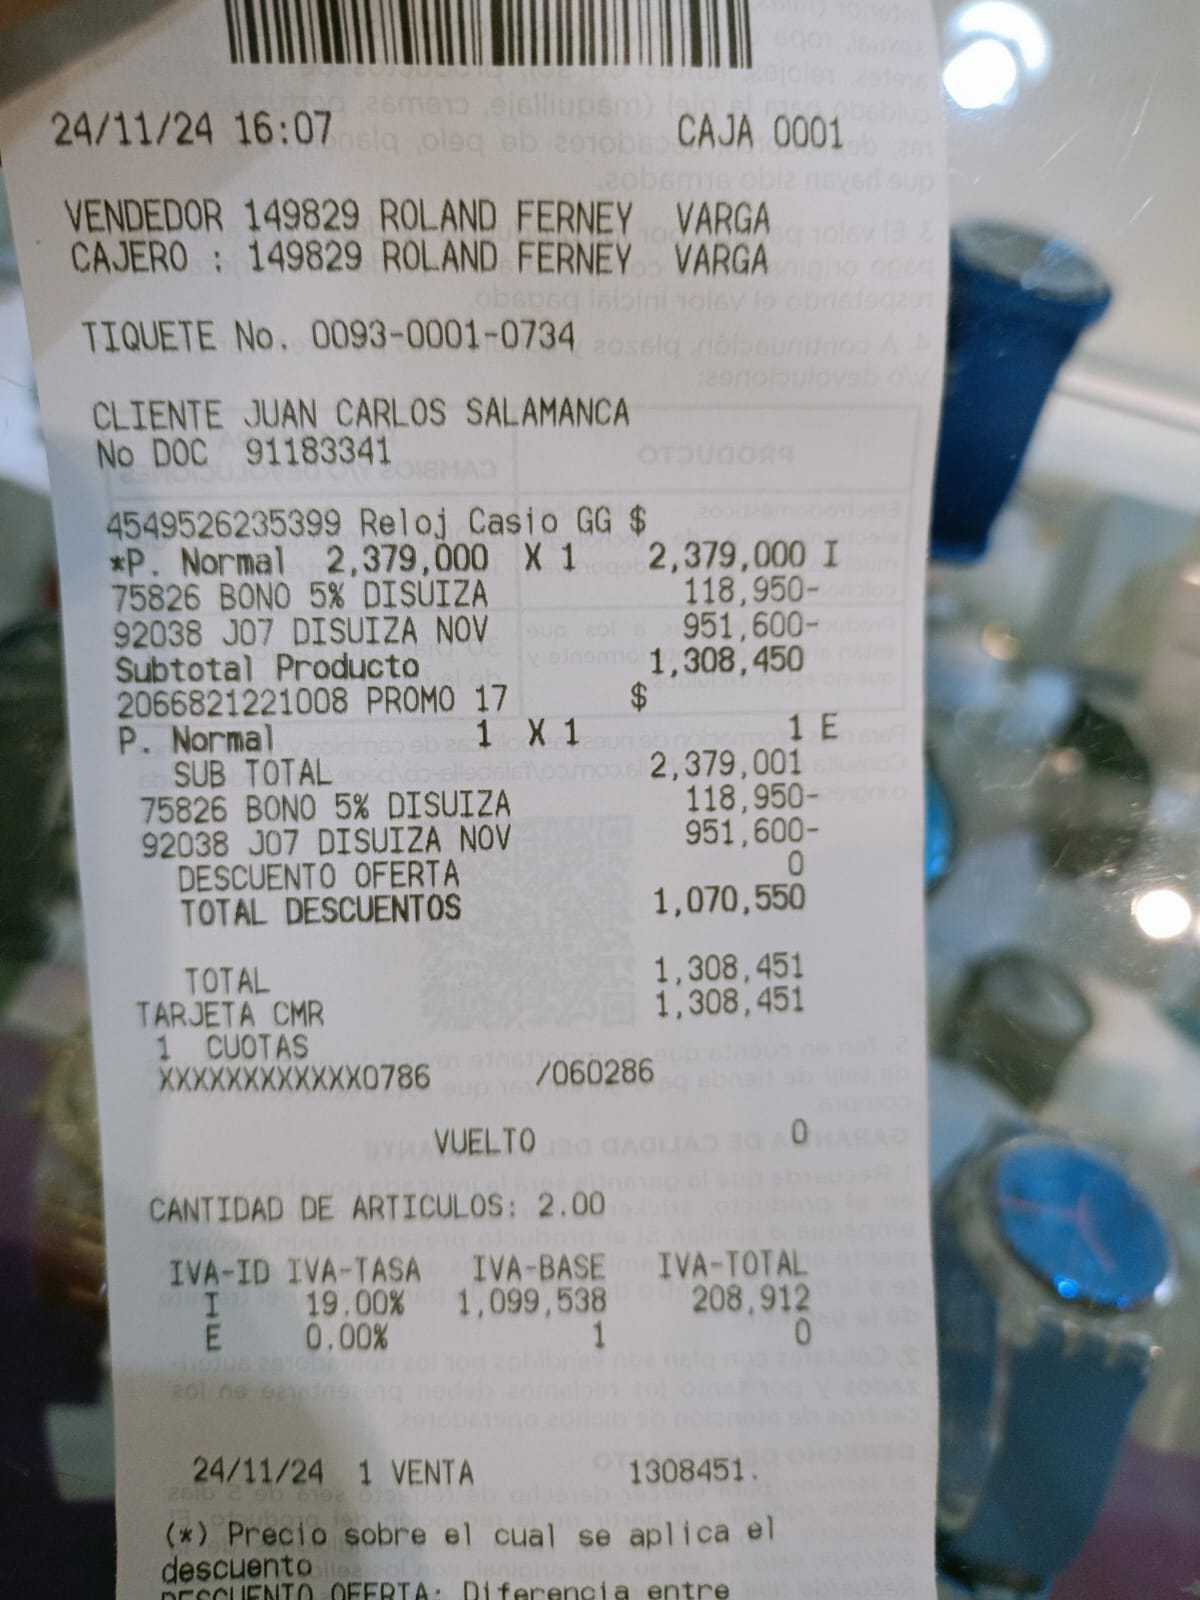 24/11/24 16:07 CAJA 0001
VENDEDOR 149829 ROLAND FERNEY VARGA
CAJERO : 149829 ROLAND FERNEY VARGA
TIQUETE No. 0093-0001-0734
CLIENTE JUAN CARLOS SALAMANCA
No DOC 91183341
4549526235399 Reloj Casio GG $
*P. Normal 2,379,000 X 1 2,379,000 I
75826 BONO 5% DISUIZA 118,950-
92038 J07 DISUIZA NOV 951,600-
Subtotal Producto 1,308,450
2066821221008 PROMO 17 $
P. Normal 1 X 1 1 E
SUB TOTAL 2,379,001
75826 BONO 5% DISUIZA 118,950-
92038 J07 DISUIZA NOV 951,600-
DESCUENTO OFERTA 0
TOTAL DESCUENTOS 1,070,550
TOTAL 1,308,451
TARJETA CMR 1,308,451
1 CUOTAS
XXXXXXXXXXXX0786 /060286
VUELTO 0
CANTIDAD DE ARTICULOS: 2.00
IVA-ID IVA-TASA IVA-BASE IVA-TOTAL
I 19.00% 1,099,538 208,912
E 0.00% 1 0
24/11/24 1 VENTA 1308451.
(*) Precio sobre el cual se aplica el
descuento
DESCUENTO OFERTA: Diferencia entre